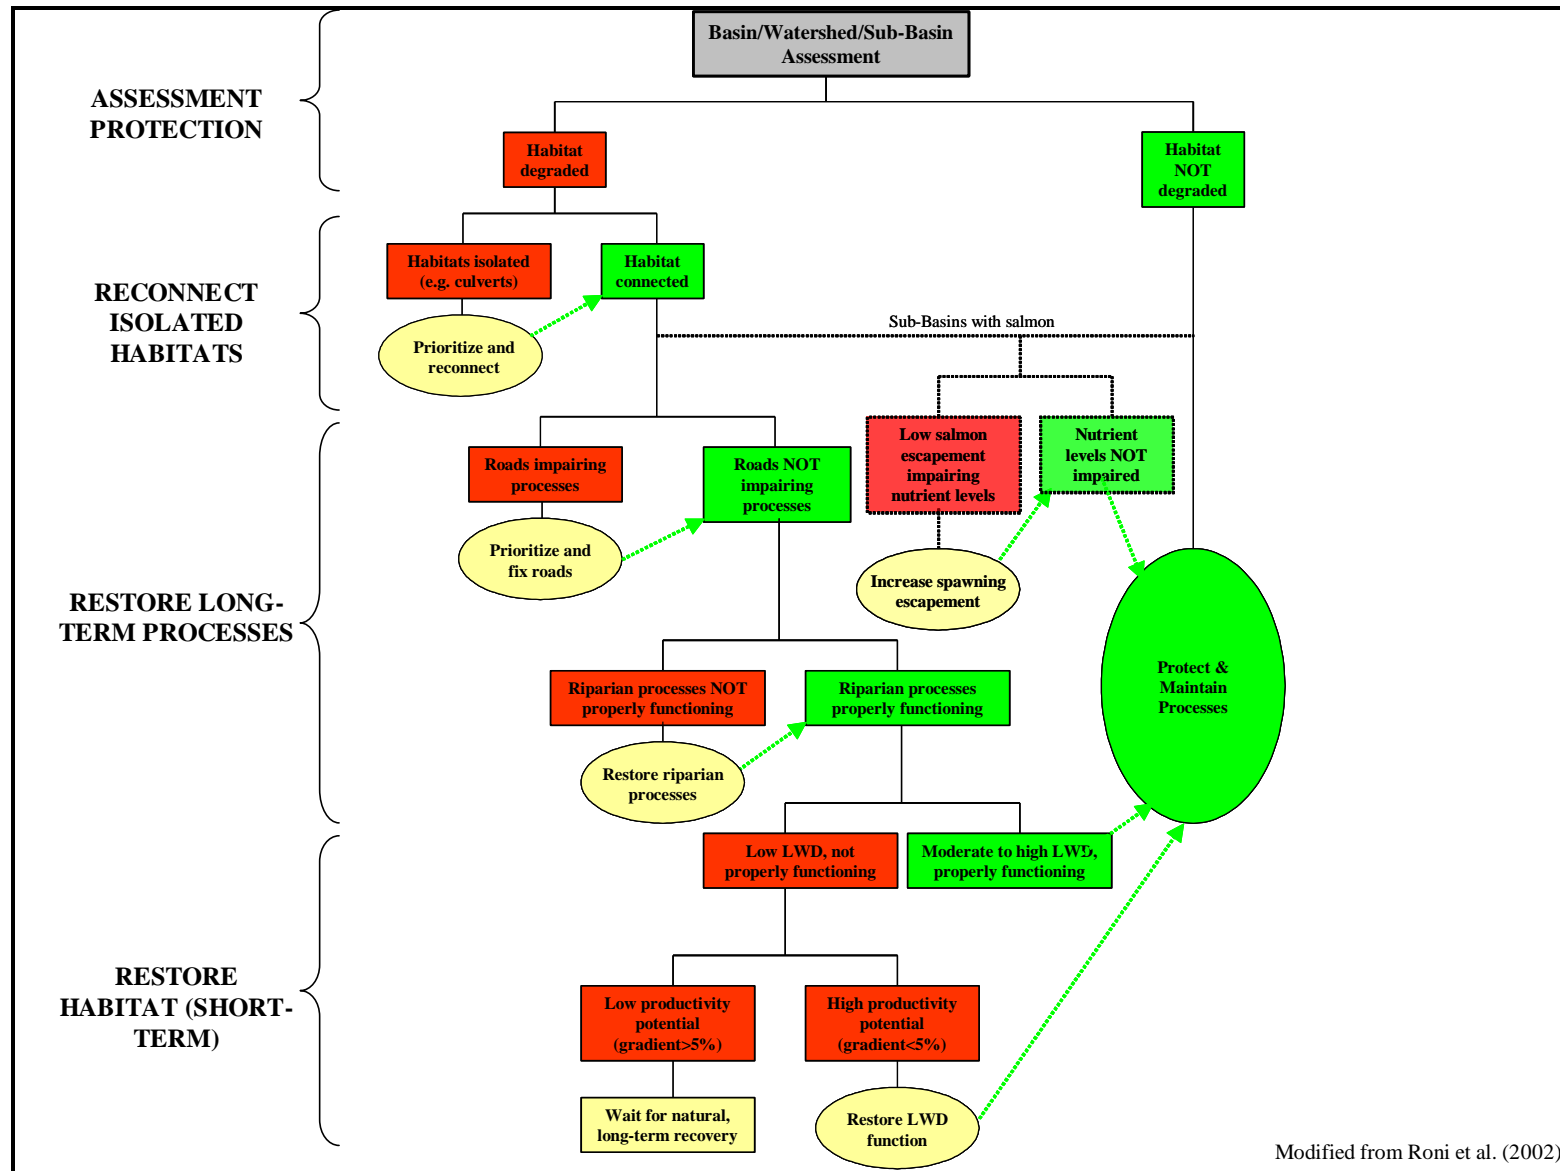 Basin/Watershed/Sub-Basin
Assessment
ASSESSMENT
PROTECTION
Habitat
degraded
Habitat
NOT
degraded
RECONNECT
ISOLATED
HABITATS
Habitats isolated
(e.g. culverts)
Habitat
connected
Prioritize and
reconnect
Sub-Basins with salmon
RESTORE LONG-
TERM PROCESSES
Roads impairing
processes
Roads NOT
impairing
processes
Low salmon
escapement
impairing
nutrient levels
Nutrient
levels NOT
impaired
Prioritize and
fix roads
Increase spawning
escapement
Riparian processes NOT
properly functioning
Riparian processes
properly functioning
Protect &
Maintain
Processes
Restore riparian
processes
RESTORE
HABITAT (SHORT-
TERM)
Low LWD, not
properly functioning
Moderate to high LWD,
properly functioning
Low productivity
potential
(gradient>5%)
High productivity
potential
(gradient<5%)
Wait for natural,
long-term recovery
Restore LWD
function
Modified from Roni et al. (2002)